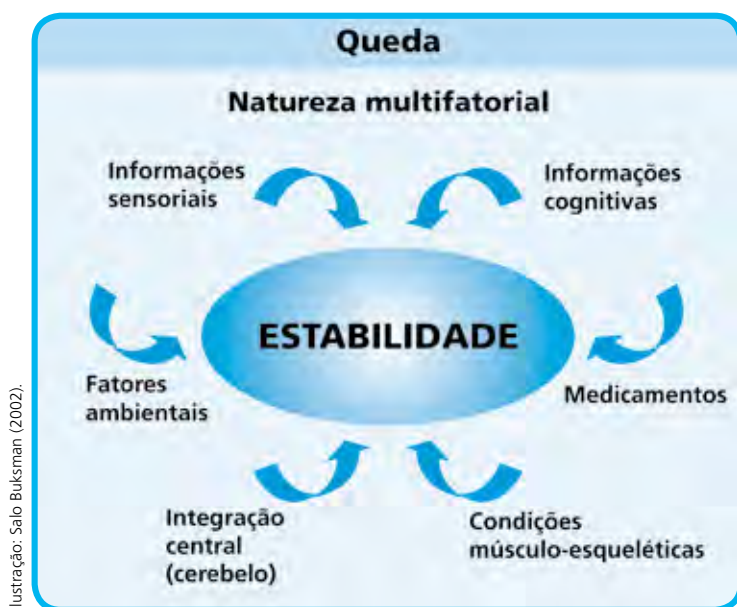 Queda
Natureza multifatorial
Informações
sensoriais
Informações
cognitivas
ESTABILIDADE
Fatores
ambientais
Medicamentos
Integração
central
(cerebelo)
Condições
músculo-esqueléticas
lustração: Salo Buksman (2002).